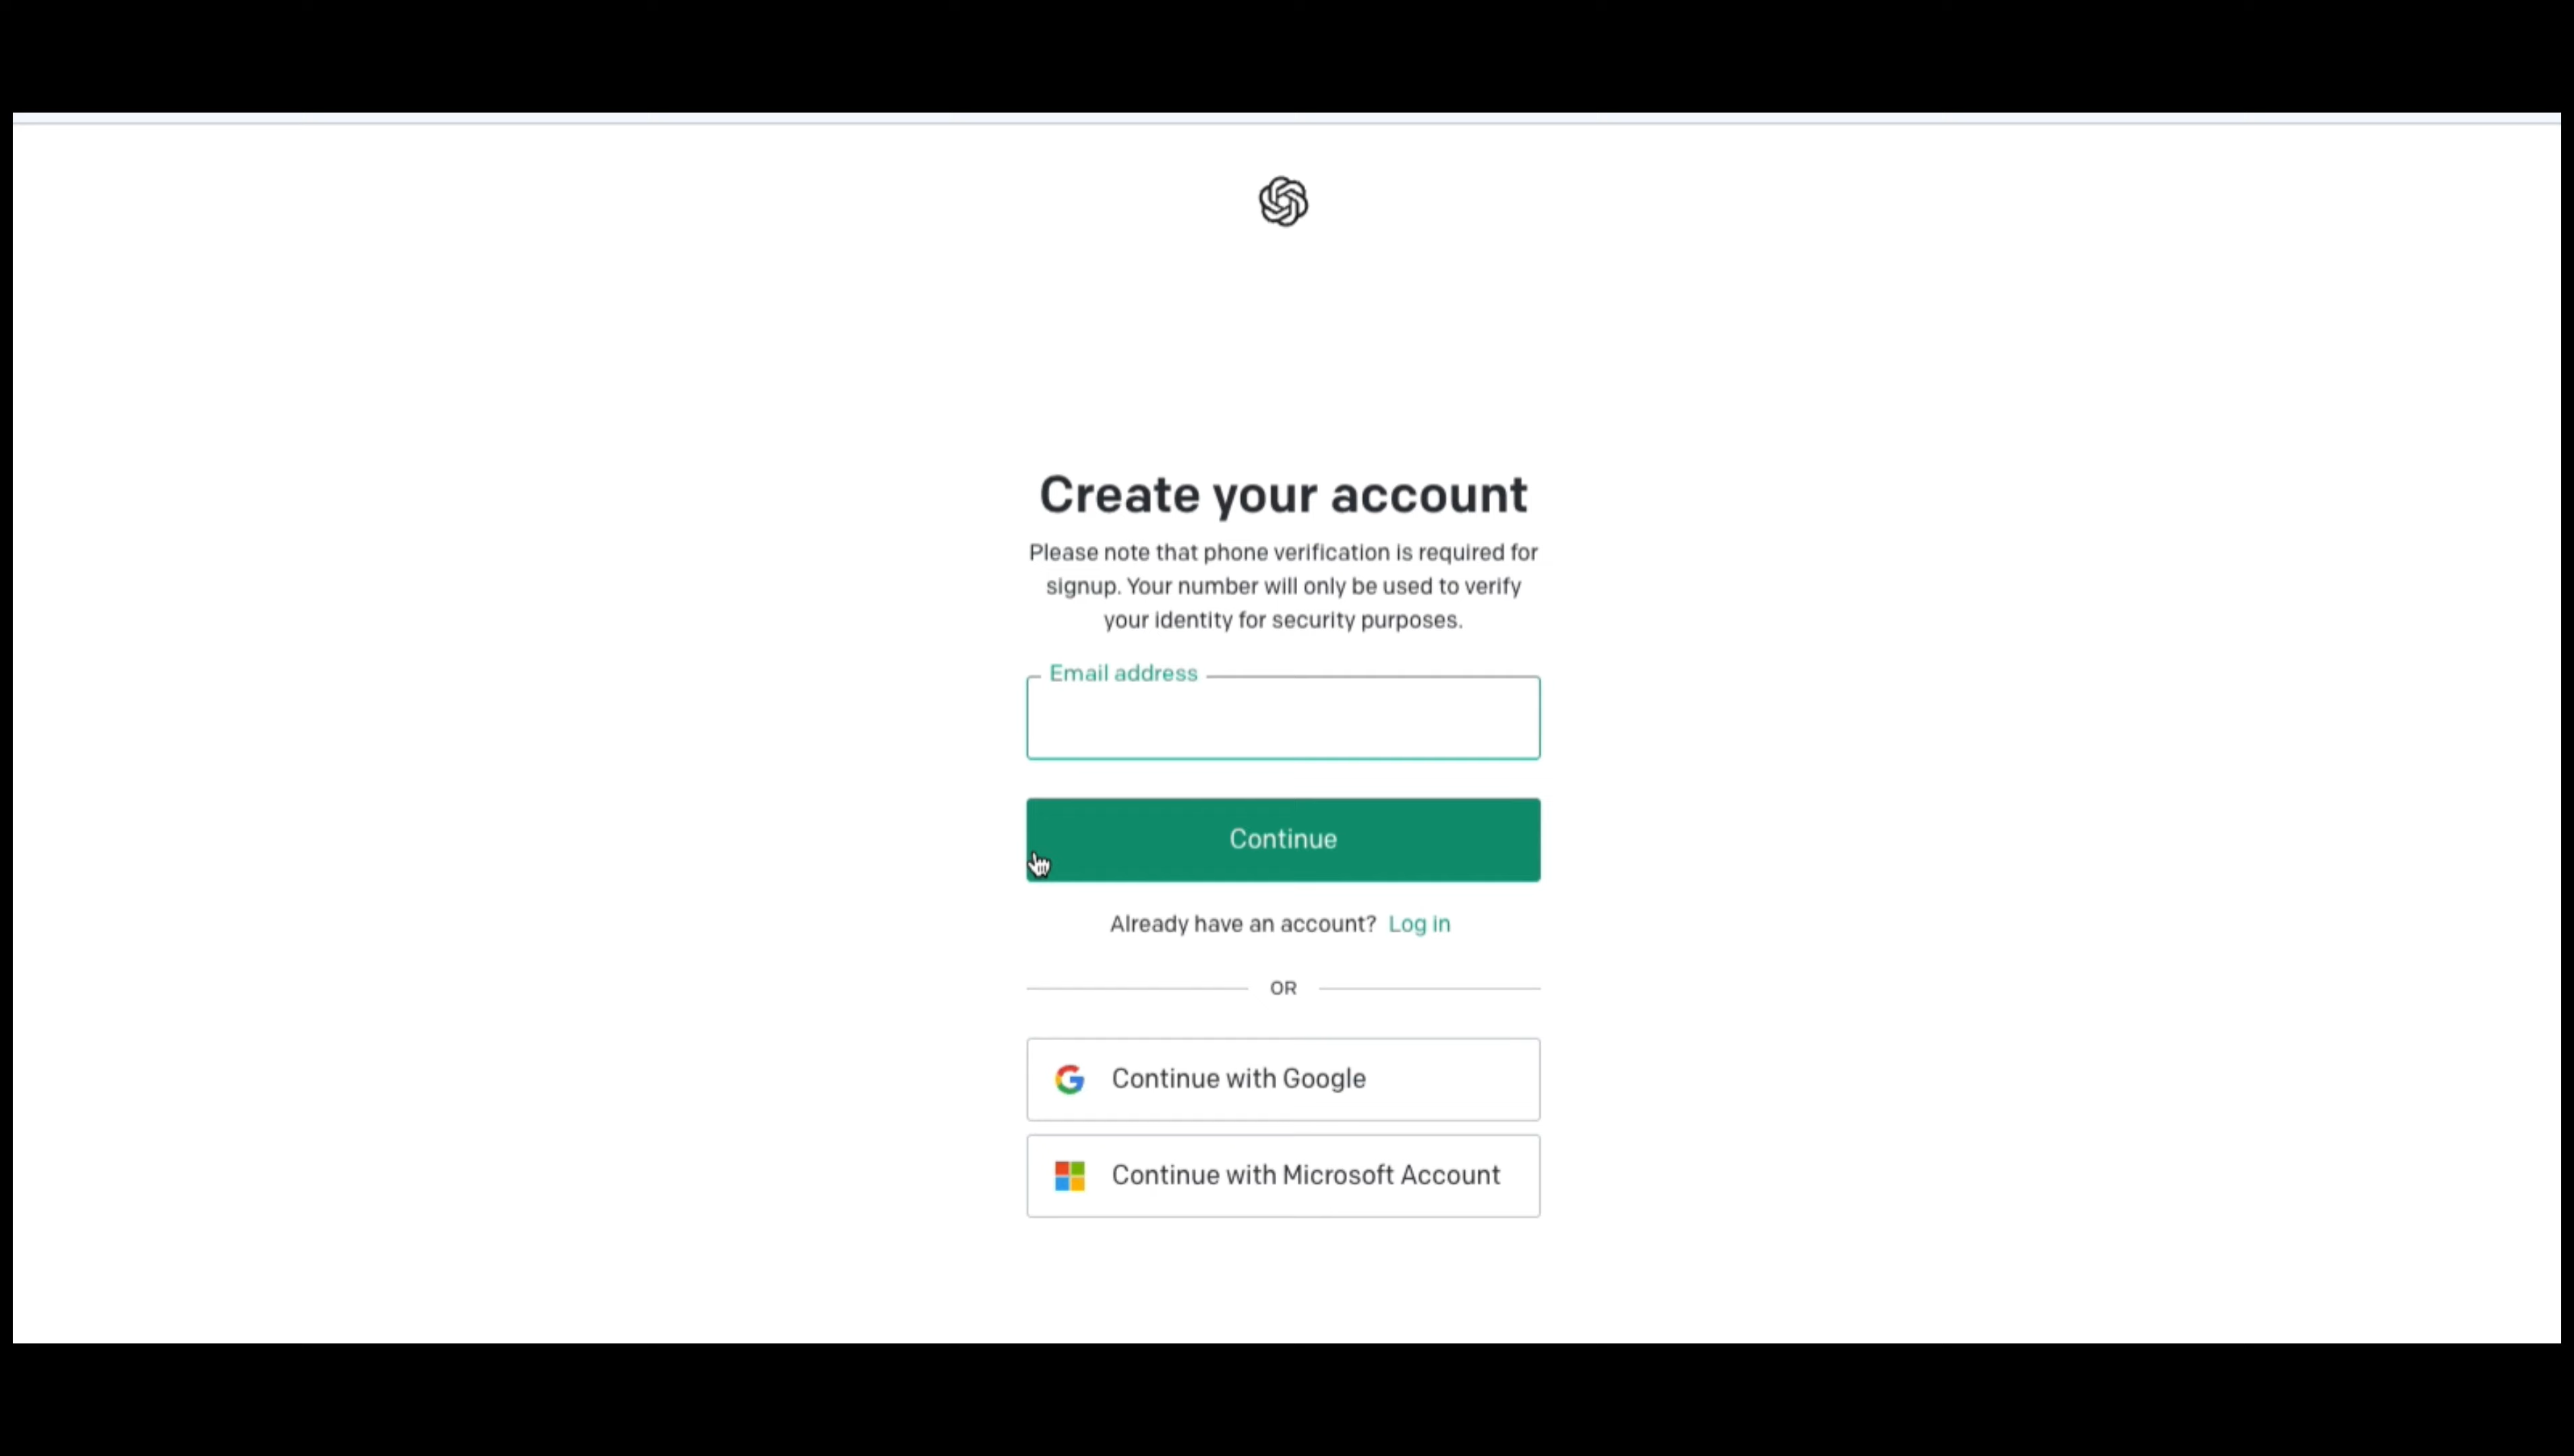 Create your account
Please note that phone verification is required for
signup. Your number will only be used to verify
your identity for security purposes.
Email address
Continue
Already have an account? Log in
OR
Continue with Google
Continue with Microsoft Account